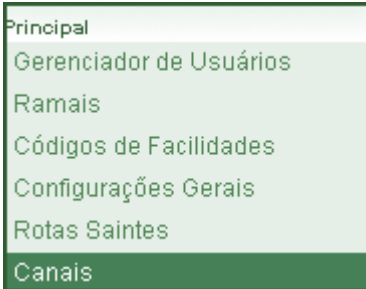 Principal
Gerenciador de Usuários
Ramais
Códigos de Facilidades
Configurações Gerais
Rotas Saintes
Canais